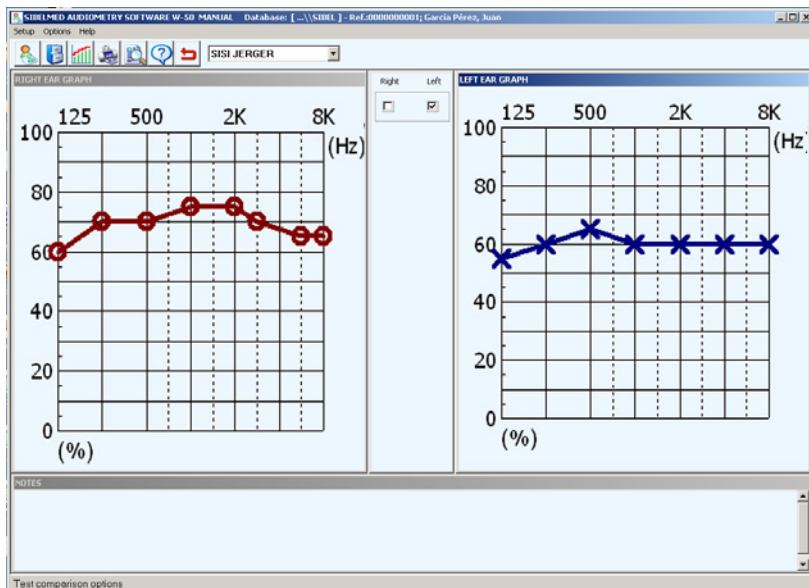 SIBELMED AUDIOMETRY SOFTWARE W-50 MANUAL Database: [ ...\\SIBEL ] - Ref:0000000001; García Pérez, Juan
Setup Options Help
SISI JERGER
RIGHT EAR GRAPH
125 500 2K 8K
(Hz)
100
80
60
40
20
0
(%)
Right Left
LEFT EAR GRAPH
125 500 2K 8K
(Hz)
100
80
60
40
20
0
(%)
NOTES
Test comparison options